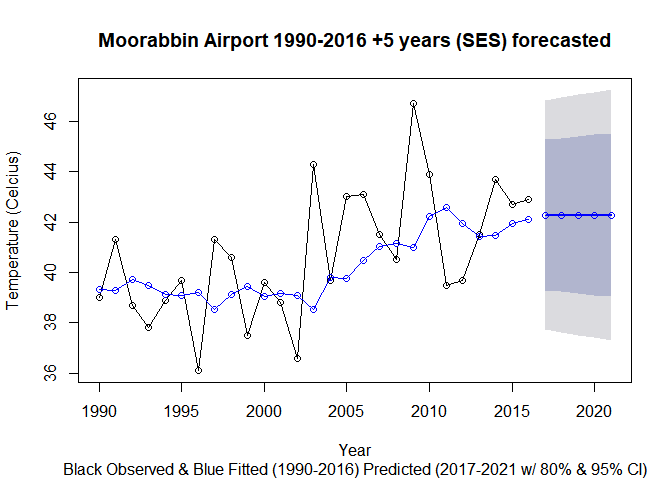 Moorabbin Airport 1990-2016 +5 years (SES) forecasted
Temperature (Celcius)
46
44
42
40
38
36
1990 1995 2000 2005 2010 2015 2020
Year
Black Observed & Blue Fitted (1990-2016) Predicted (2017-2021 w/ 80% & 95% CI)